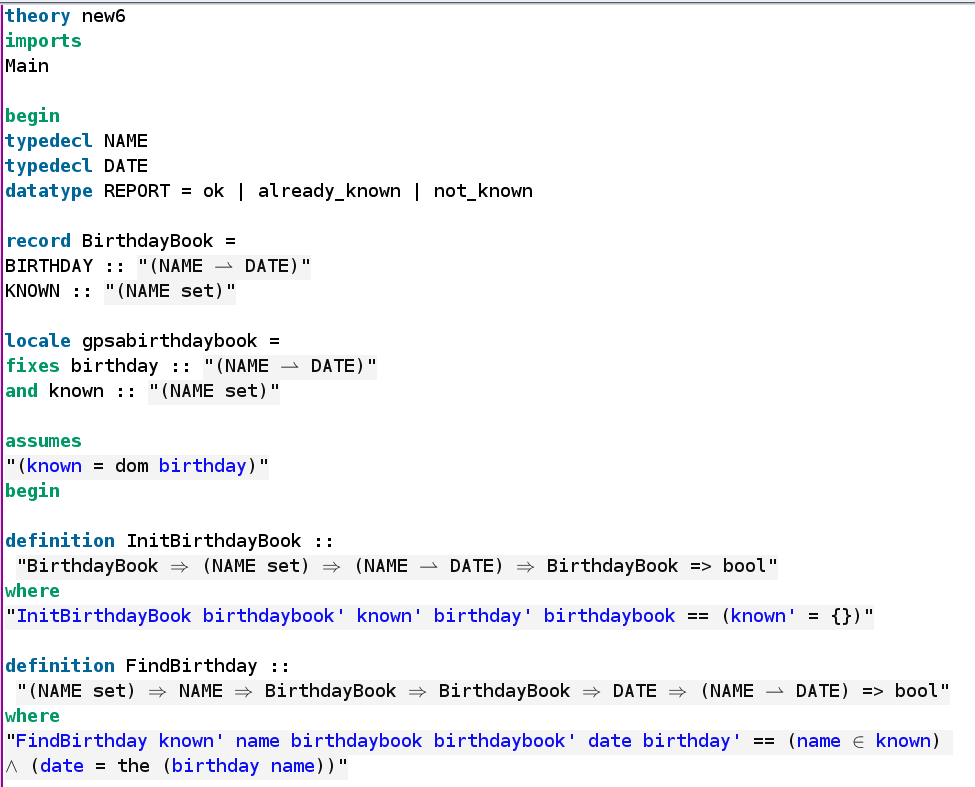 theory new6
imports
Main
begin
typedecl NAME
typedecl DATE
datatype REPORT = ok | already_known | not_known
record BirthdayBook =
BIRTHDAY :: "(NAME ⇀ DATE)"
KNOWN :: "(NAME set)"
locale gpsabirthdaybook =
fixes birthday :: "(NAME ⇀ DATE)"
and known :: "(NAME set)"
assumes
"(known = dom birthday)"
begin
definition InitBirthdayBook ::
"BirthdayBook ⇒ (NAME set) ⇒ (NAME ⇀ DATE) ⇒ BirthdayBook => bool"
where
"InitBirthdayBook birthdaybook' known' birthday' birthdaybook == (known' = {})"
definition FindBirthday ::
"(NAME set) ⇒ NAME ⇒ BirthdayBook ⇒ BirthdayBook ⇒ DATE ⇒ (NAME ⇀ DATE) => bool"
where
"FindBirthday known' name birthdaybook birthdaybook' date birthday' == (name ∈ known)
∧ (date = the (birthday name))"